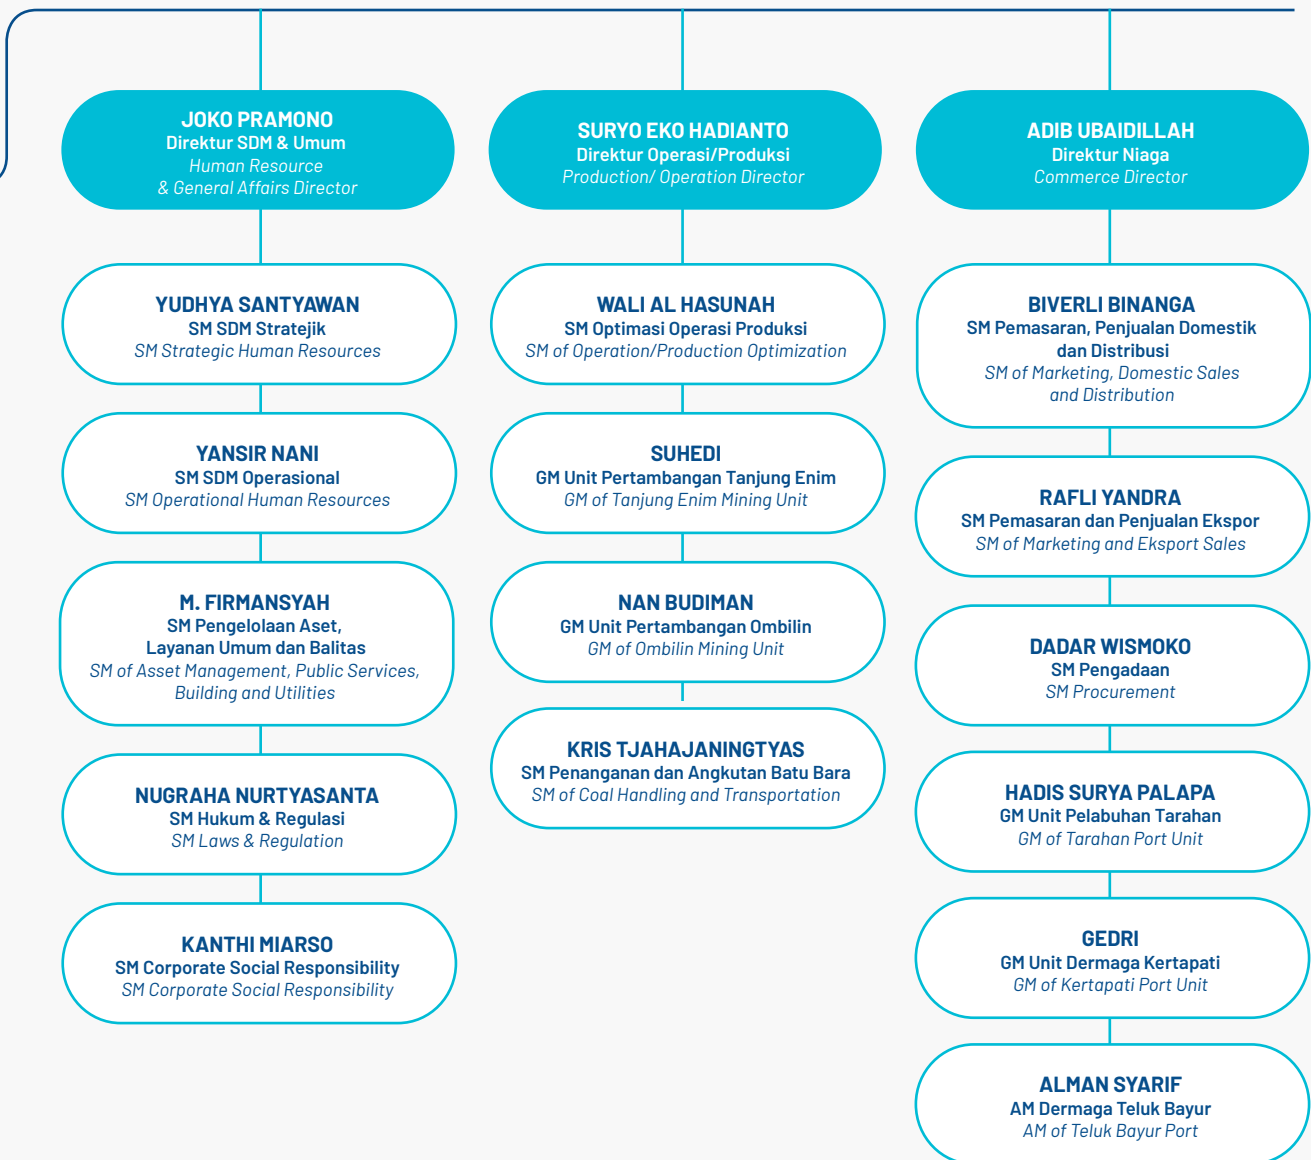 JOKO PRAMONO
Direktur SDM & Umum
Human Resource
& General Affairs Director
YUDHYA SANTYAWAN
SM SDM Stratejik
SM Strategic Human Resources
YANSIR NANI
SM SDM Operasional
SM Operational Human Resources
M. FIRMANSYAH
SM Pengelolaan Aset,
Layanan Umum dan Balitas
SM of Asset Management, Public Services,
Building and Utilities
NUGRAHA NURTYASANTA
SM Hukum & Regulasi
SM Laws & Regulation
KANTHI MIARSO
SM Corporate Social Responsibility
SM Corporate Social Responsibility
SURYO EKO HADIANTO
Direktur Operasi/Produksi
Production/ Operation Director
WALI AL HASUNAH
SM Optimasi Operasi Produksi
SM of Operation/Production Optimization
SUHEDI
GM Unit Pertambangan Tanjung Enim
GM of Tanjung Enim Mining Unit
NAN BUDIMAN
GM Unit Pertambangan Ombilin
GM of Ombilin Mining Unit
KRIS TJAHAJANINGTYAS
SM Penanganan dan Angkutan Batu Bara
SM of Coal Handling and Transportation
ADIB UBAIDILLAH
Direktur Niaga
Commerce Director
BIVERLI BINANGA
SM Pemasaran, Penjualan Domestik
dan Distribusi
SM of Marketing, Domestic Sales
and Distribution
RAFLI YANDRA
SM Pemasaran dan Penjualan Ekspor
SM of Marketing and Eksport Sales
DADAR WISMOKO
SM Pengadaan
SM Procurement
HADIS SURYA PALAPA
GM Unit Pelabuhan Tarahan
GM of Tarahan Port Unit
GEDRI
GM Unit Dermaga Kertapati
GM of Kertapati Port Unit
ALMAN SYARIF
AM Dermaga Teluk Bayur
AM of Teluk Bayur Port